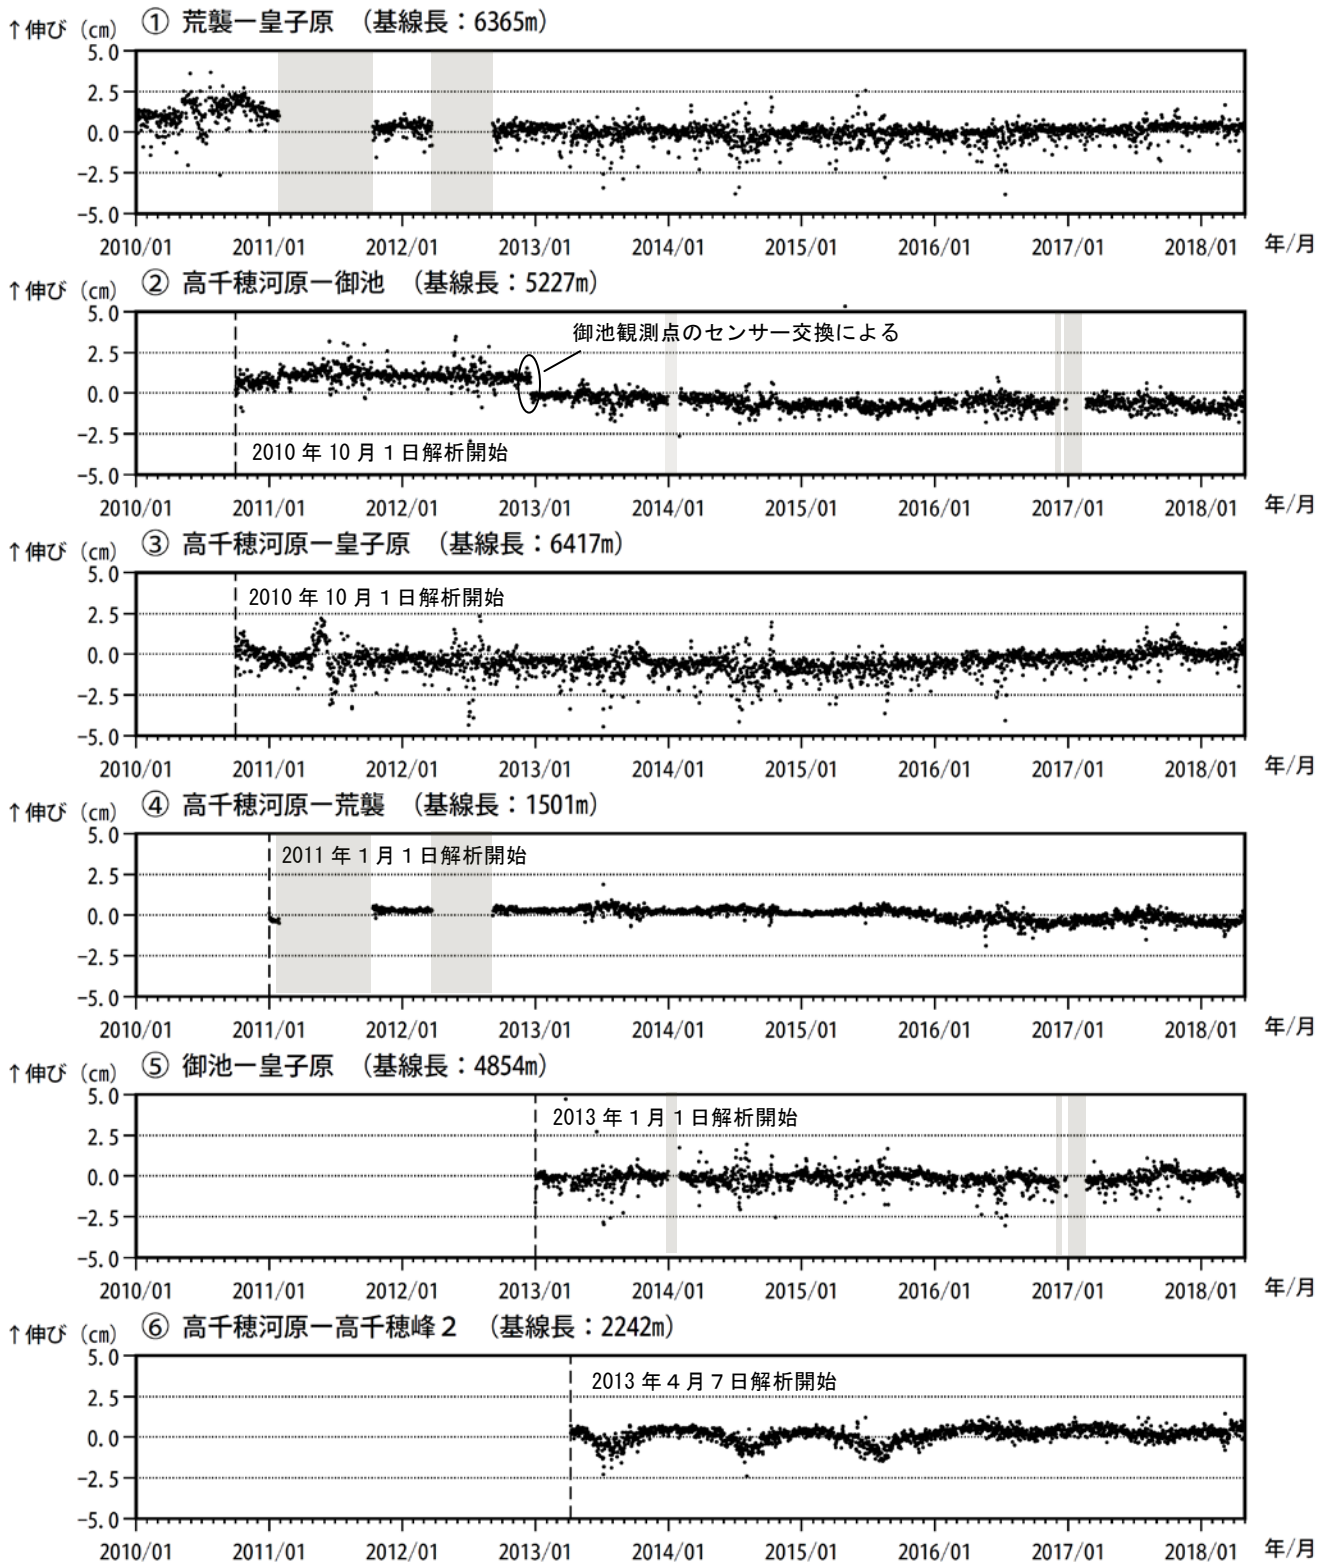 ↑伸び（㎝） ① 荒襲ー皇子原 （基線長：6365m）
5.0
2.5
0.0
−2.5
−5.0
2010/01 2011/01 2012/01 2013/01 2014/01 2015/01 2016/01 2017/01 2018/01 年/月
↑伸び（㎝） ② 高千穂河原ー御池 （基線長：5227m）
5.0
御池観測点のセンサー交換による
2.5
0.0
−2.5
2010 年 10 月 1 日解析開始
−5.0
2010/01 2011/01 2012/01 2013/01 2014/01 2015/01 2016/01 2017/01 2018/01 年/月
↑伸び（㎝） ③ 高千穂河原ー皇子原 （基線長：6417m）
5.0
2010 年 10 月 1 日解析開始
2.5
0.0
−2.5
−5.0
2010/01 2011/01 2012/01 2013/01 2014/01 2015/01 2016/01 2017/01 2018/01 年/月
↑伸び（㎝） ④ 高千穂河原ー荒襲 （基線長：1501m）
5.0
2011 年 1 月 1 日解析開始
2.5
0.0
−2.5
−5.0
2010/01 2011/01 2012/01 2013/01 2014/01 2015/01 2016/01 2017/01 2018/01 年/月
↑伸び（㎝） ⑤ 御池ー皇子原 （基線長：4854m）
5.0
2013 年 1 月 1 日解析開始
2.5
0.0
−2.5
−5.0
2010/01 2011/01 2012/01 2013/01 2014/01 2015/01 2016/01 2017/01 2018/01 年/月
↑伸び（㎝） ⑥ 高千穂河原ー高千穂峰２ （基線長：2242m）
5.0
2013 年 4 月 7 日解析開始
2.5
0.0
−2.5
−5.0
2010/01 2011/01 2012/01 2013/01 2014/01 2015/01 2016/01 2017/01 2018/01 年/月